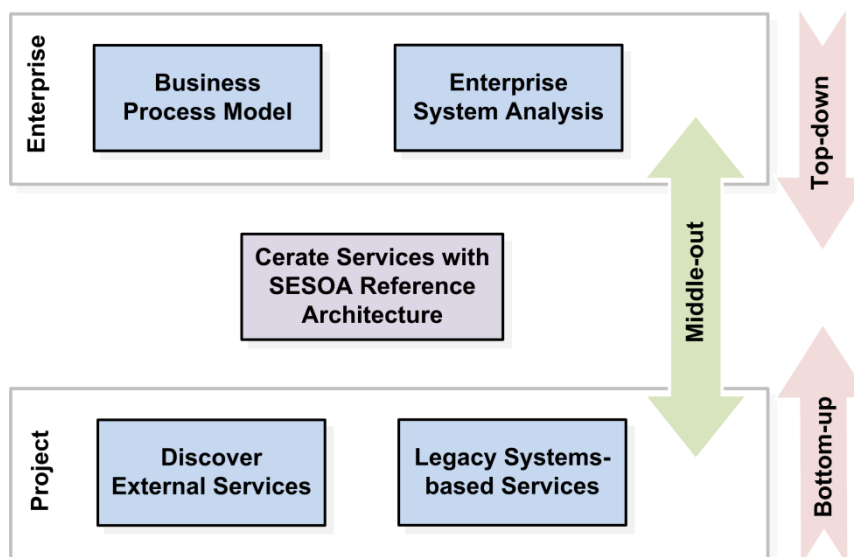 Enterprise
Business
Process Model
Enterprise
System Analysis
Top-down
Middle-out
Cerate Services with
SESOA Reference
Architecture
Project
Discover
External Services
Legacy Systems-
based Services
Bottom-up